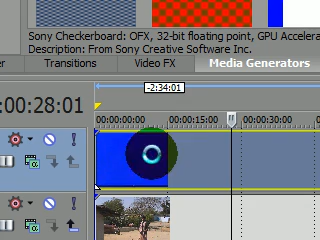 Sony Checkerboard: OFX, 32-bit floating point, GPU Accelera
Description: From Sony Creative Software Inc.
er Transitions Video FX Media Generators
-2:34:01
00:00:28:01
00:00:00:00 00:00:15:00 00:00:30:00